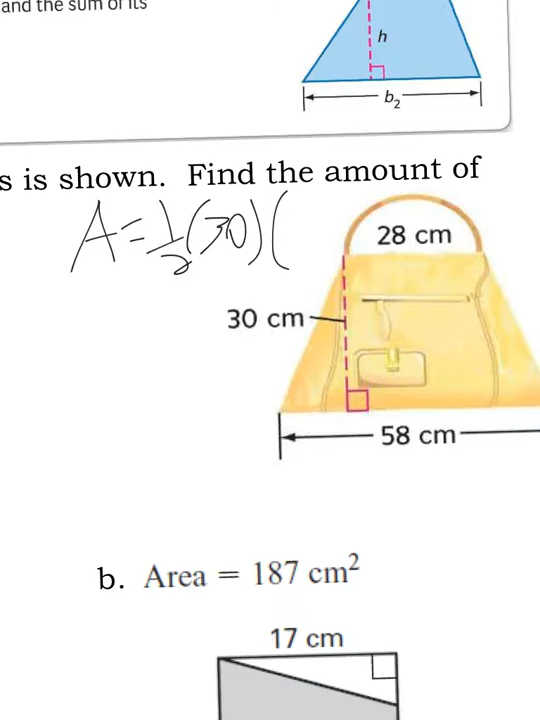 and the sum of its
h
b₂
s is shown. Find the amount of
A = 1/2 (30) (
28 cm
30 cm
58 cm
b. Area = 187 cm²
17 cm